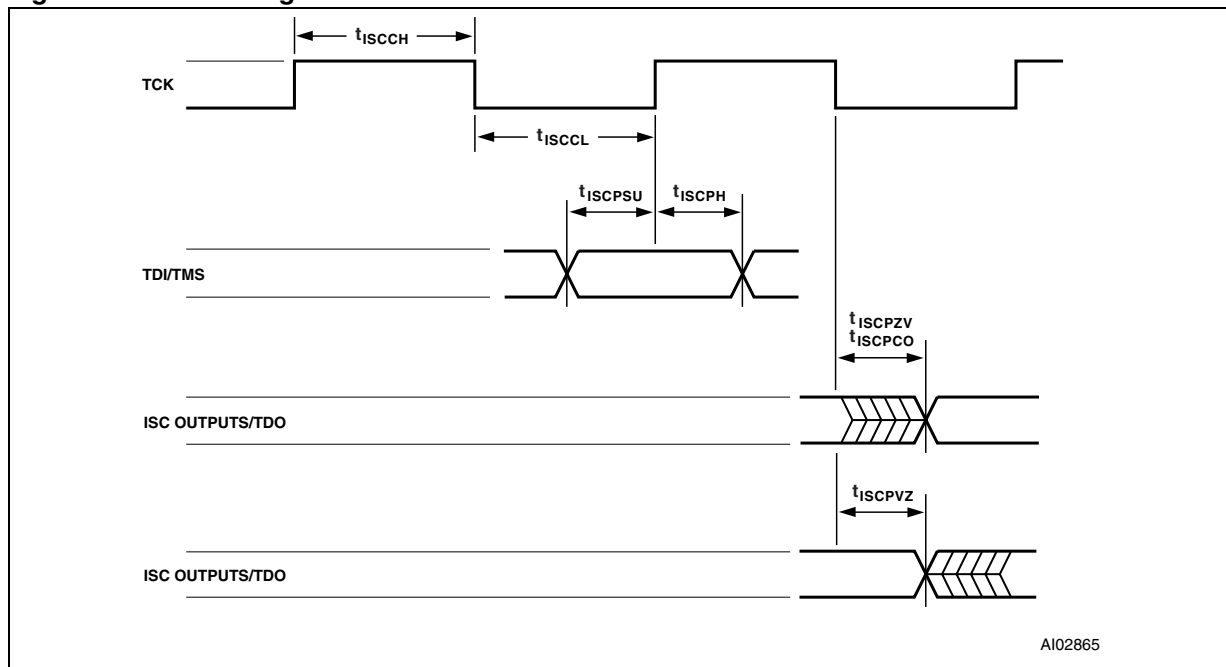 tISCCH
TCK
tISCCL
tISCPSU
tISCPH
TDI/TMS
tISCPZV
tISCPCO
ISC OUTPUTS/TDO
tISCPVZ
ISC OUTPUTS/TDO
AI02865